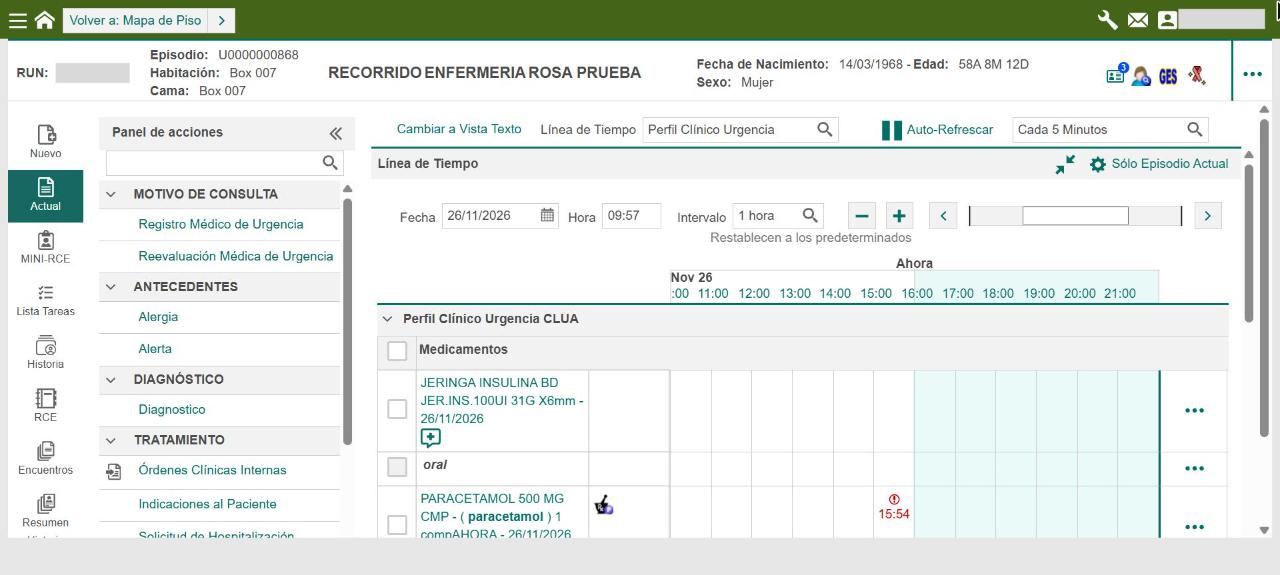 Volver a: Mapa de Piso
RUN:
Episodio: U0000000868
Habitación: Box 007
Cama: Box 007
RECORRIDO ENFERMERIA ROSA PRUEBA
Fecha de Nacimiento: 14/03/1968 - Edad: 58A 8M 12D
Sexo: Mujer
3
GES
Nuevo
Actual
MINI-RCE
Lista Tareas
Historia
RCE
Encuentros
Resumen
Panel de acciones
MOTIVO DE CONSULTA
Registro Médico de Urgencia
Reevaluación Médica de Urgencia
ANTECEDENTES
Alergia
Alerta
DIAGNÓSTICO
Diagnostico
TRATAMIENTO
Órdenes Clínicas Internas
Indicaciones al Paciente
Solicitud de Hospitalización
Cambiar a Vista Texto Línea de Tiempo Perfil Clínico Urgencia Auto-Refrescar Cada 5 Minutos
Línea de Tiempo Sólo Episodio Actual
Fecha 26/11/2026 Hora 09:57 Intervalo 1 hora
Restablecen a los predeterminados
Ahora
Nov 26
:00 11:00 12:00 13:00 14:00 15:00 16:00 17:00 18:00 19:00 20:00 21:00
Perfil Clínico Urgencia CLUA
Medicamentos
JERINGA INSULINA BD
JER.INS.100UI 31G X6mm -
26/11/2026
oral
PARACETAMOL 500 MG
CMP - ( paracetamol ) 1
compAHORA - 26/11/2026
15:54